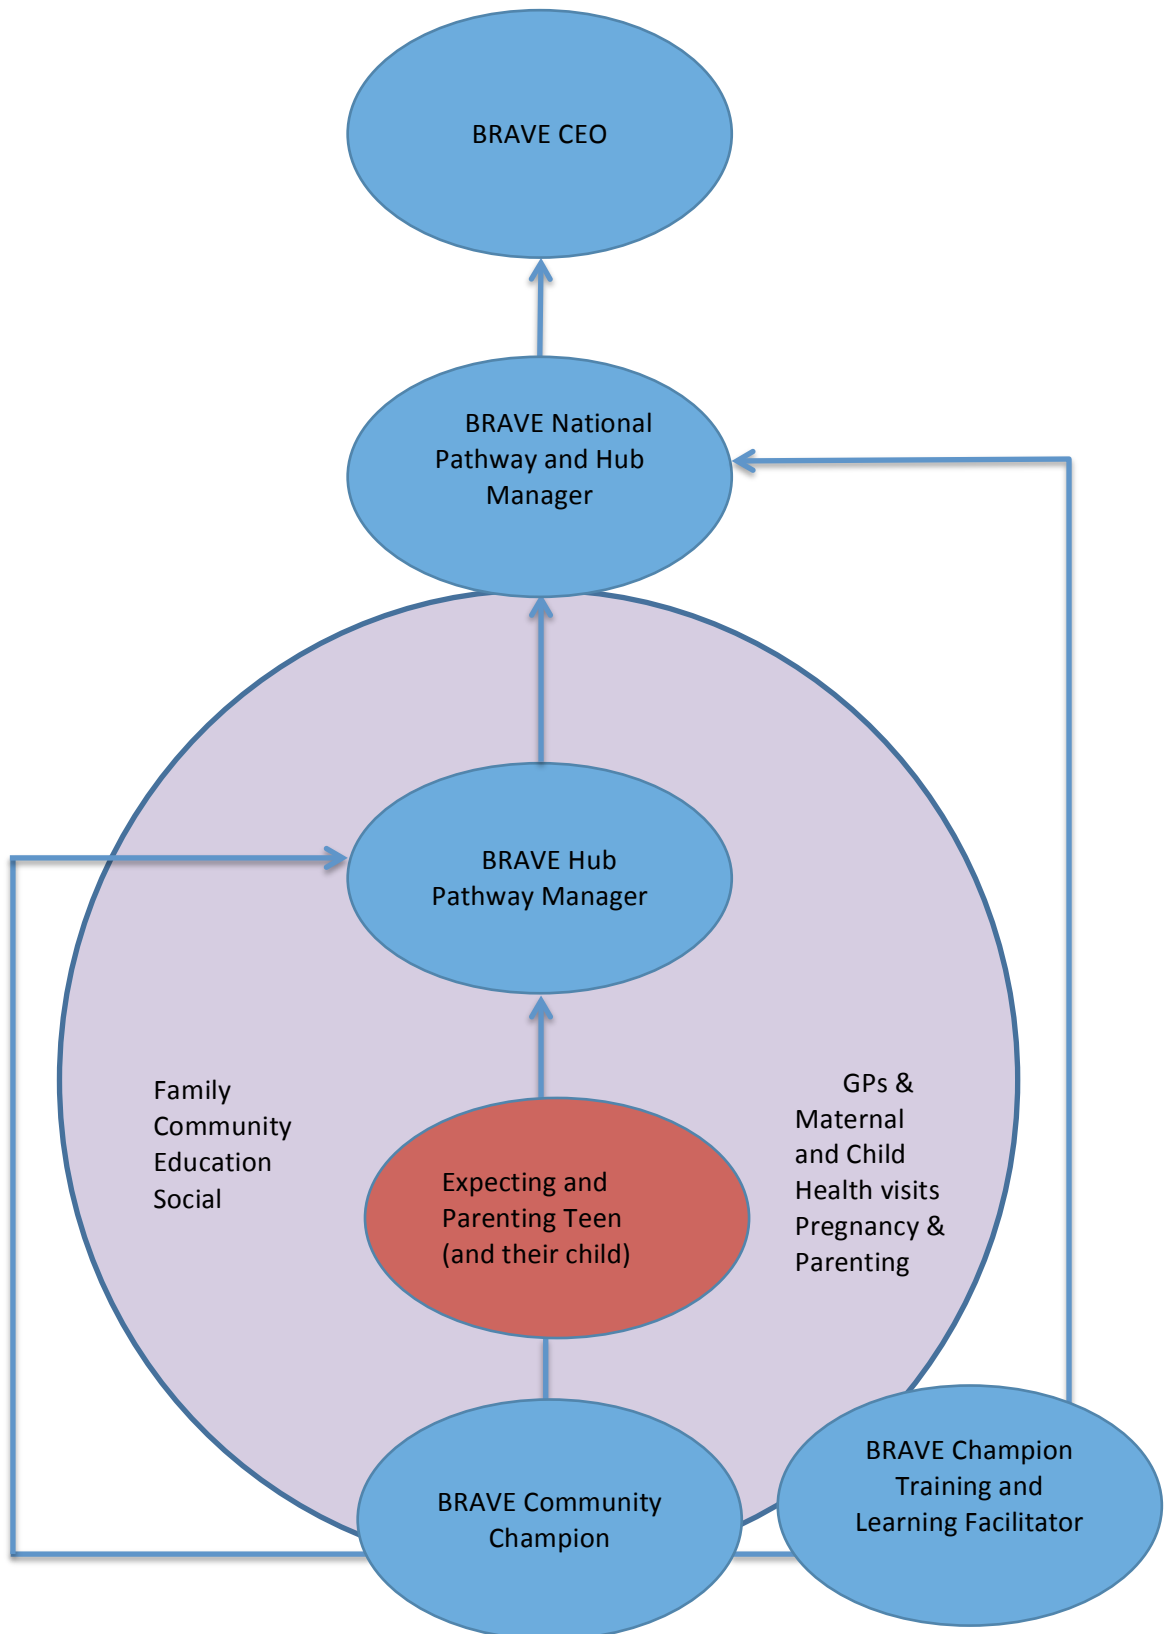 BRAVE CEO
BRAVE National
Pathway and Hub
Manager
BRAVE Hub
Pathway Manager
Family
Community
Education
Social
GPs &
Maternal
and Child
Health visits
Pregnancy &
Parenting
Expecting and
Parenting Teen
(and their child)
BRAVE Community
Champion
BRAVE Champion
Training and
Learning Facilitator